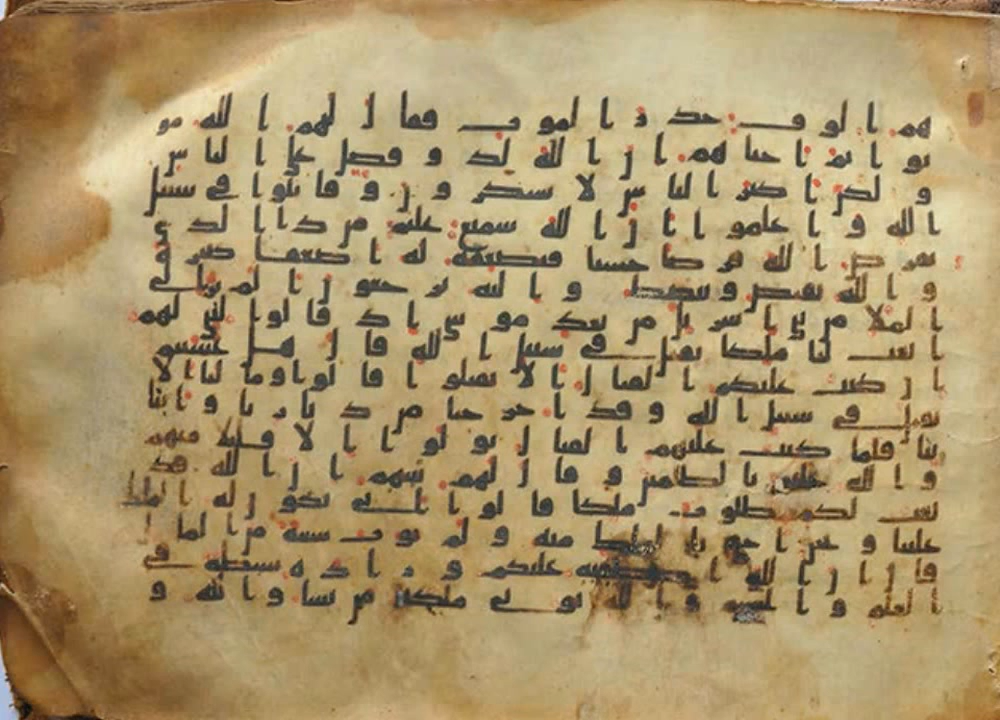 هم الوف حذر الموت فقال لهم الله مو
توا ثم احياهم ان الله لذو فضل على الناس
ولكن اكثر الناس لا يشكرون وقاتلوا في سبيل
الله واعلموا ان الله سميع عليم من ذا الذي
يقرض الله قرضا حسنا فيضعفه له اضعفا كثيرة
والله يقبض ويبصط واليه ترجعون الم تر الى
الملا من بني اسريل من بعد موسى اذ قالوا لنبي لهم
ابعث لنا ملكا نقتل في سبيل الله قال هل عسيتم
ان كتب عليكم القتال الا تقتلوا قالوا وما لنا الا
نقتل في سبيل الله وقد اخرجنا من ديارنا وابنا
ينا فلما كتب عليهم القتال تولوا الا قليلا منهم
والله عليم بالظلمين وقال لهم نبيهم ان الله قد
بعث لكم طلوت ملكا قالوا انى يكون له الملك
علينا ونحن احق بالملك منه ولم يوت سعة من المال
قال ان الله اصطفيه عليكم وزاده بسطة في
العلم والجسم والله يوتي ملكه من يشا والله و